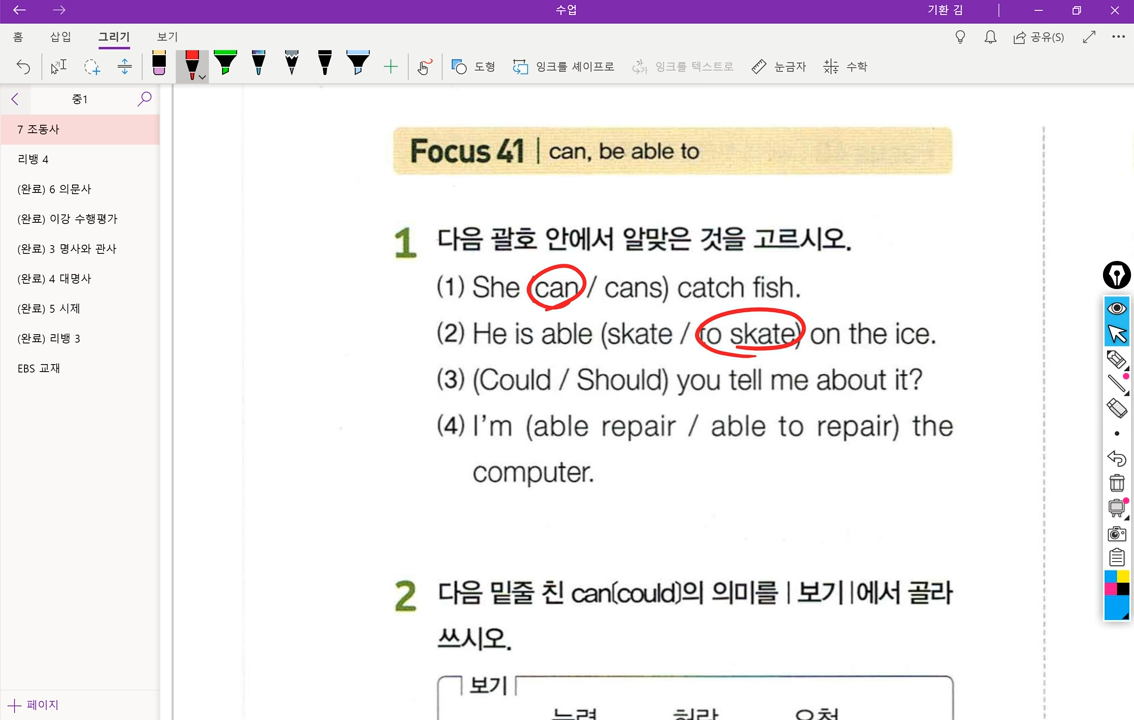 수업
기환 김
홈 삽입 그리기 보기
공유(S)
도형 잉크를 셰이프로 잉크를 텍스트로 눈금자 수학
중1
7 조동사
리뱅 4
(완료) 6 의문사
(완료) 이강 수행평가
(완료) 3 명사와 관사
(완료) 4 대명사
(완료) 5 시제
(완료) 리뱅 3
EBS 교재
페이지
Focus 41 | can, be able to
1 다음 괄호 안에서 알맞은 것을 고르시오.
(1) She (can / cans) catch fish.
(2) He is able (skate / to skate) on the ice.
(3) (Could / Should) you tell me about it?
(4) I'm (able repair / able to repair) the
computer.
2 다음 밑줄 친 can(could)의 의미를 | 보기 |에서 골라
쓰시오.
보기
능력 허락 요청